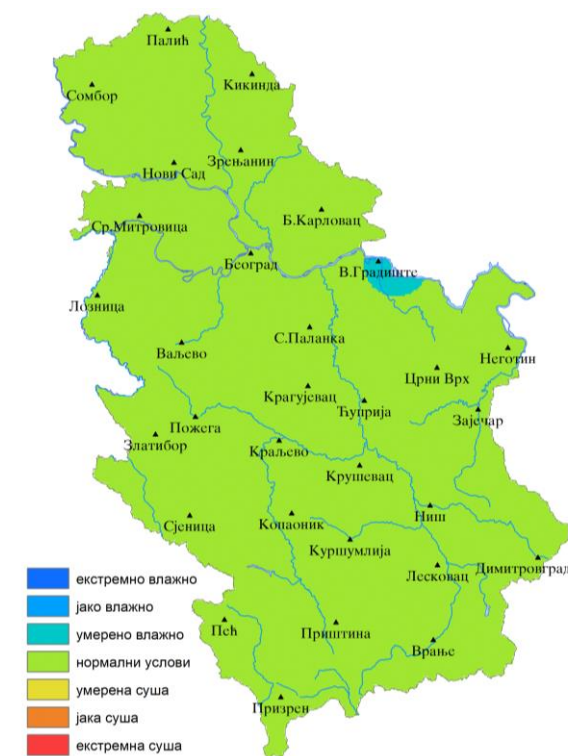 Палић
Кикинда
Сомбор
Зрењанин
Нови Сад
Б.Карловац
Ср.Митровица
Београд
В.Градиште
Лозница
С.Паланка
Ваљево
Неготин
Црни Врх
Крагујевац
Ћуприја
Зајечар
Пожега
Златибор
Краљево
Крушевац
Сјеница
Копаоник
Ниш
Куршумлија
Димитровград
Лесковац
Пећ
Приштина
Врање
Призрен
екстремно влажно
јако влажно
умерено влажно
нормални услови
умерена суша
јака суша
екстремна суша